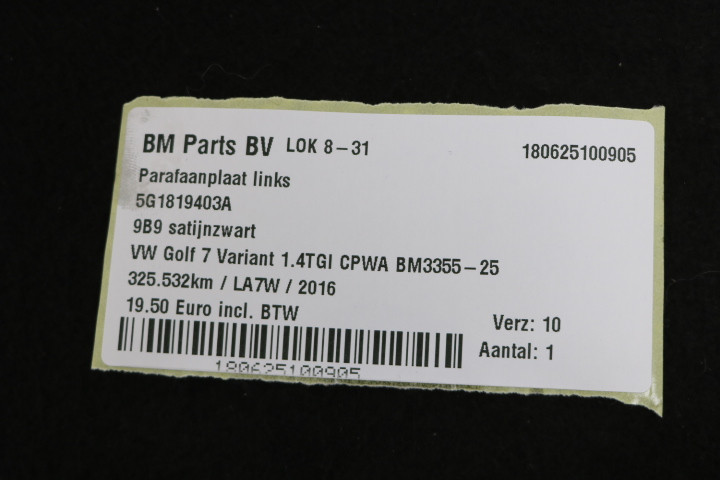 BM Parts BV LOK 8-31 180625100905
Parafaanplaat links
5G1819403A
9B9 satijnzwart
VW Golf 7 Variant 1.4TGI CPWA BM3355-25
325.532km / LA7W / 2016
19.50 Euro incl. BTW
Verz: 10
Aantal: 1
180625100905